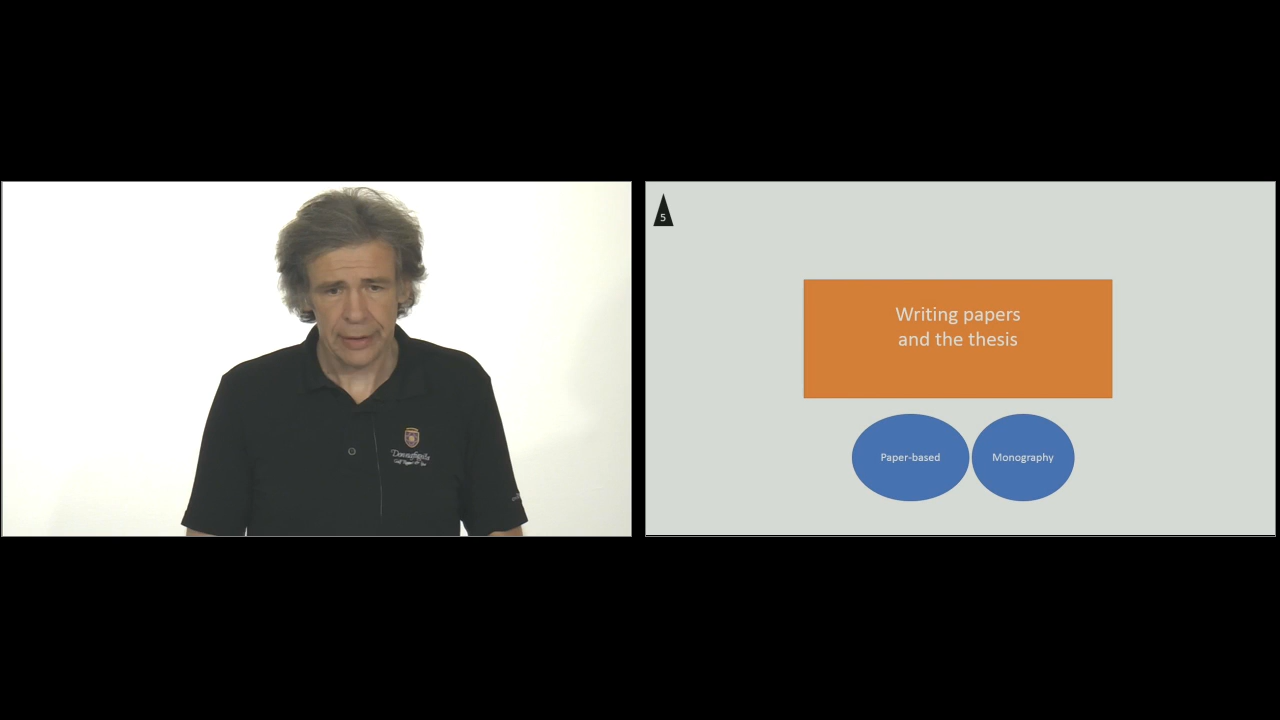 5
Writing papers
and the thesis
Paper-based
Monography